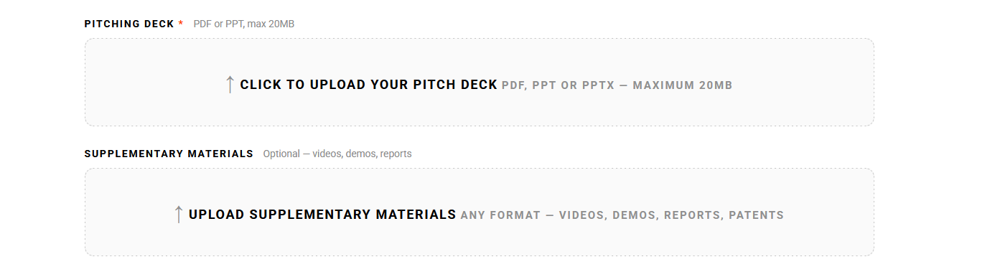 PITCHING DECK * PDF or PPT, max 20MB
↑ CLICK TO UPLOAD YOUR PITCH DECK PDF, PPT OR PPTX — MAXIMUM 20MB
SUPPLEMENTARY MATERIALS Optional — videos, demos, reports
↑ UPLOAD SUPPLEMENTARY MATERIALS ANY FORMAT — VIDEOS, DEMOS, REPORTS, PATENTS